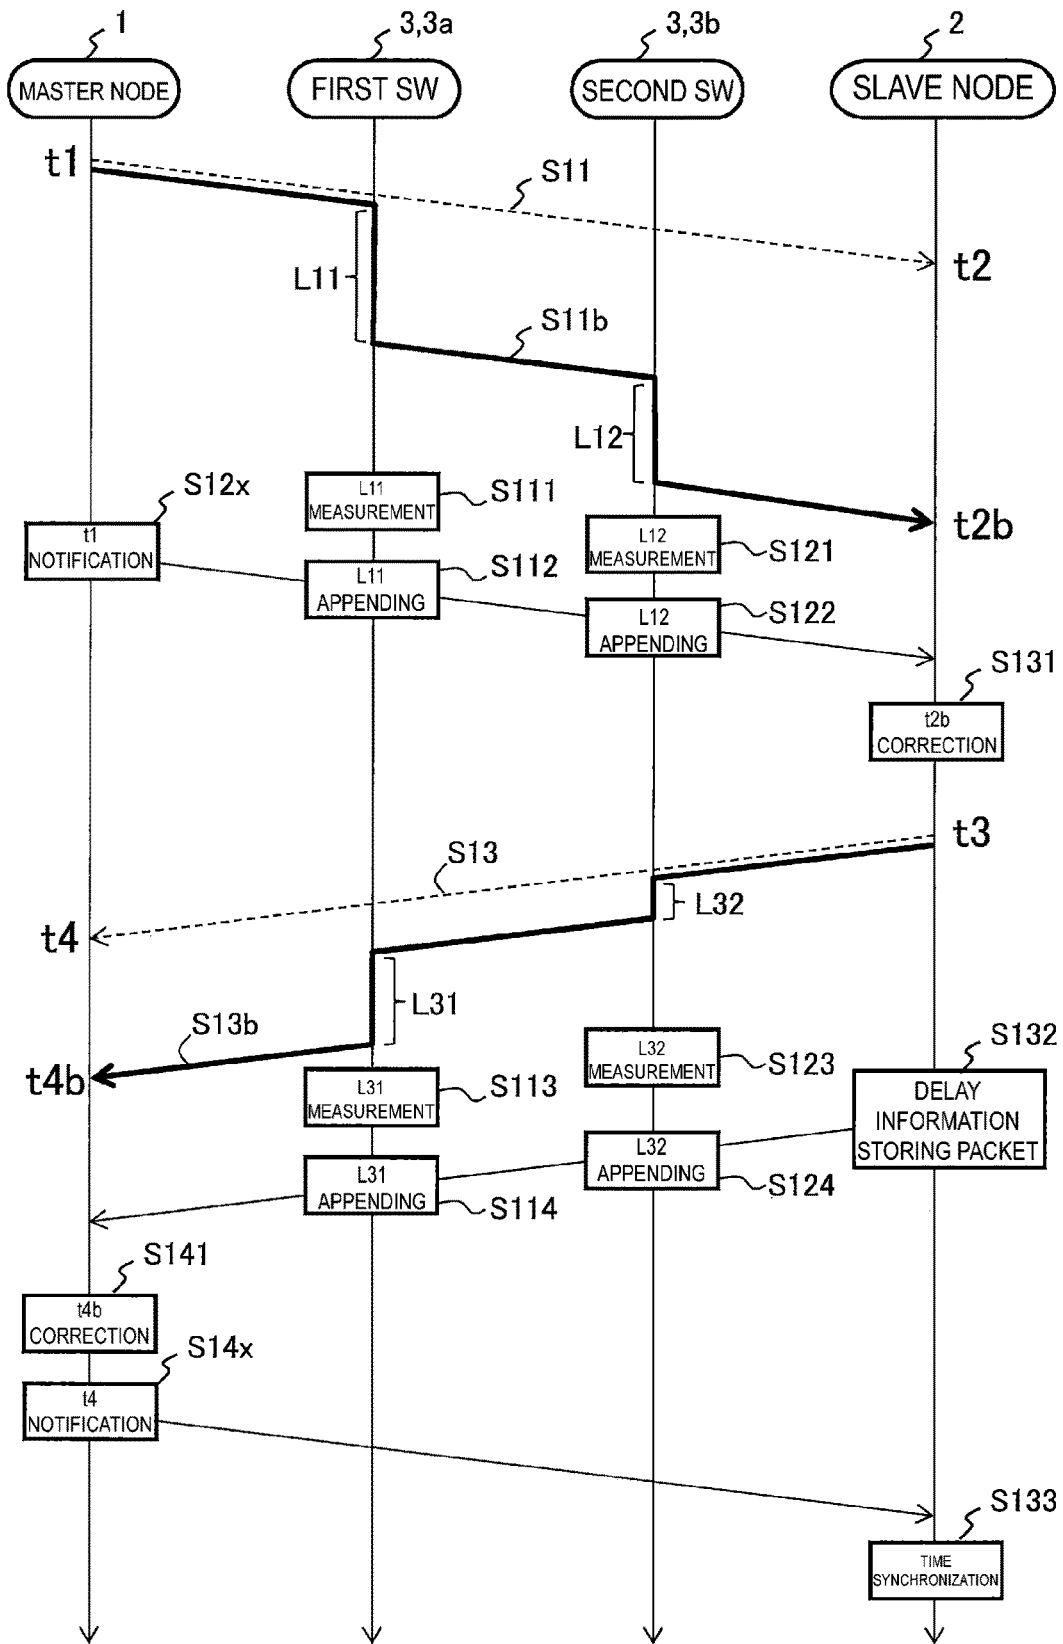 1
3,3a
3,3b
2
MASTER NODE
FIRST SW
SECOND SW
SLAVE NODE
t1
S11
t2
L11
S11b
L12
S12x
L11
MEASUREMENT
S111
t2b
t1
NOTIFICATION
L12
MEASUREMENT
S121
L11
APPENDING
S112
L12
APPENDING
S122
S131
t2b
CORRECTION
t3
S13
L32
t4
L31
S13b
t4b
L32
MEASUREMENT
S123
S132
DELAY
INFORMATION
STORING PACKET
L31
MEASUREMENT
S113
L32
APPENDING
S124
L31
APPENDING
S114
S141
t4b
CORRECTION
S14x
t4
NOTIFICATION
S133
TIME
SYNCHRONIZATION